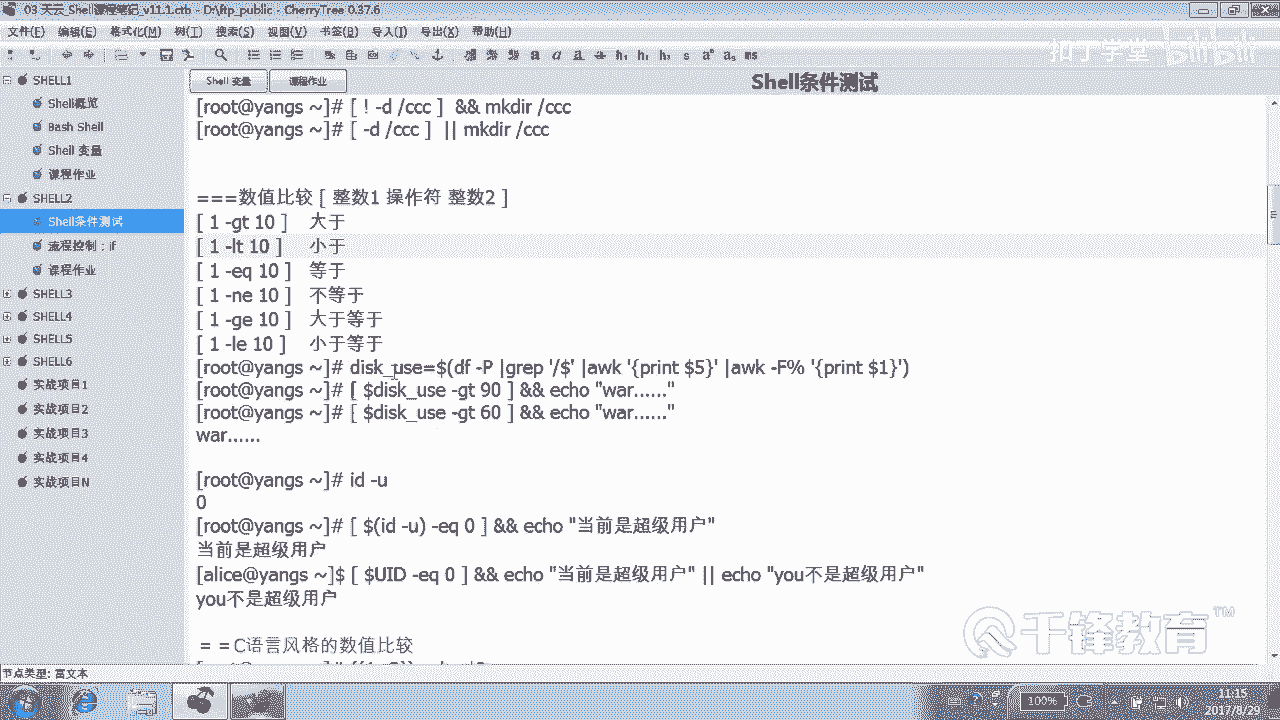 03 天云_Shell课程笔记_v11.1.ctb - D:\ftp_public - CherryTree 0.37.6
文件(F) 编辑(E) 格式化(M) 树(T) 搜索(S) 视图(V) 书签(B) 导入(I) 导出(X) 帮助(H)
扣丁学堂 bilibili
SHELL1
Shell概览
Bash Shell
Shell 变量
课程作业
SHELL2
Shell条件测试
流程控制：if
课程作业
SHELL3
SHELL4
SHELL5
SHELL6
实战项目1
实战项目2
实战项目3
实战项目4
实战项目N
Shell 变量 课程作业 Shell条件测试
[root@yangs ~]# [ ! -d /ccc ] && mkdir /ccc
[root@yangs ~]# [ -d /ccc ] || mkdir /ccc
===数值比较 [ 整数1 操作符 整数2 ]
[ 1 -gt 10 ] 大于
[ 1 -lt 10 ] 小于
[ 1 -eq 10 ] 等于
[ 1 -ne 10 ] 不等于
[ 1 -ge 10 ] 大于等于
[ 1 -le 10 ] 小于等于
[root@yangs ~]# disk_use=$(df -P |grep '/$' |awk '{print $5}' |awk -F% '{print $1}')
[root@yangs ~]# [ $disk_use -gt 90 ] && echo "war......"
[root@yangs ~]# [ $disk_use -gt 60 ] && echo "war......"
war......
[root@yangs ~]# id -u
0
[root@yangs ~]# [ $(id -u) -eq 0 ] && echo "当前是超级用户"
当前是超级用户
[alice@yangs ~]$ [ $UID -eq 0 ] && echo "当前是超级用户" || echo "you不是超级用户"
you不是超级用户
＝＝C语言风格的数值比较
千锋教育™
节点类型: 富文本
100%
11:15
2017/8/29